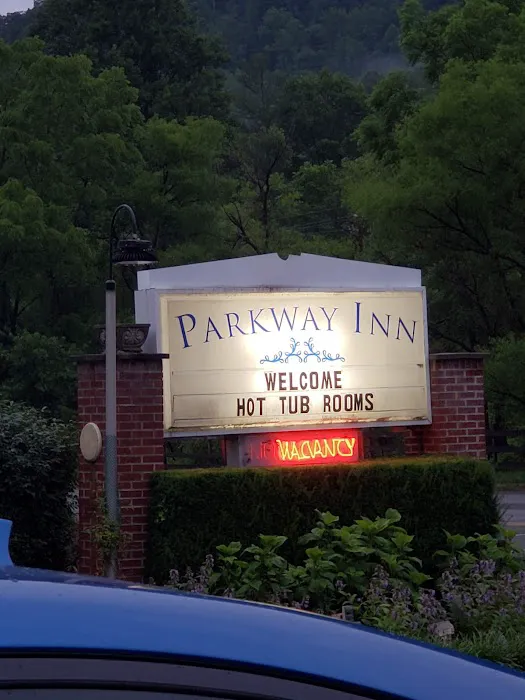 PARKWAY INN
WELCOME
HOT TUB ROOMS
VACANCY